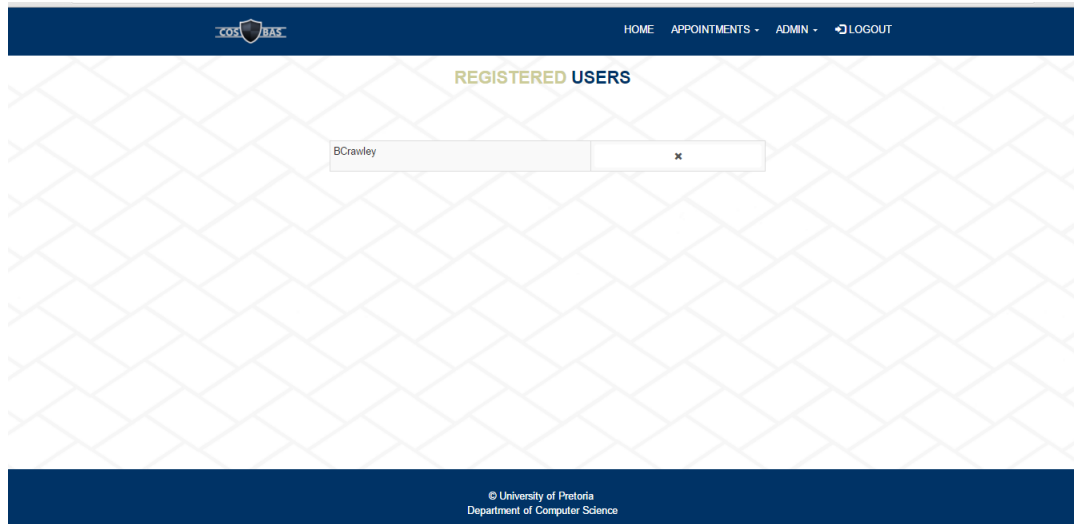 COS BAS
HOME APPOINTMENTS ADMIN LOGOUT
REGISTERED USERS
BCrawley
© University of Pretoria
Department of Computer Science